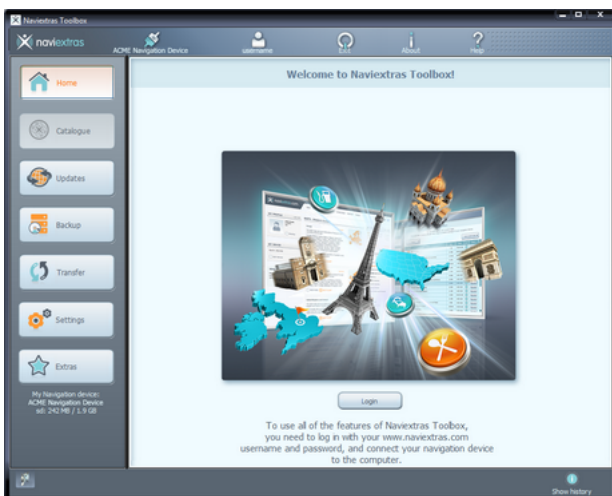 Naviextras Toolbox
naviextras
ACME Navigation Device
username
Exit
About
Help
Home
Catalogue
Updates
Backup
Transfer
Settings
Extras
My Navigation device:
ACME Navigation Device
sd: 242 MB / 1.9 GB
Welcome to Naviextras Toolbox!
Login
To use all of the features of Naviextras Toolbox,
you need to log in with your www.naviextras.com
username and password, and connect your navigation device
to the computer.
Show history